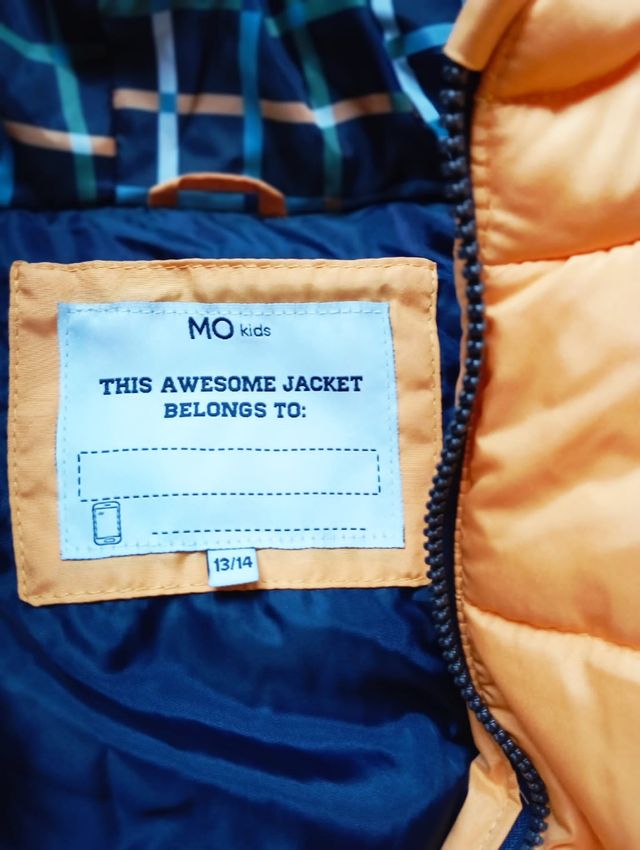 MO kids
THIS AWESOME JACKET
BELONGS TO:
13/14